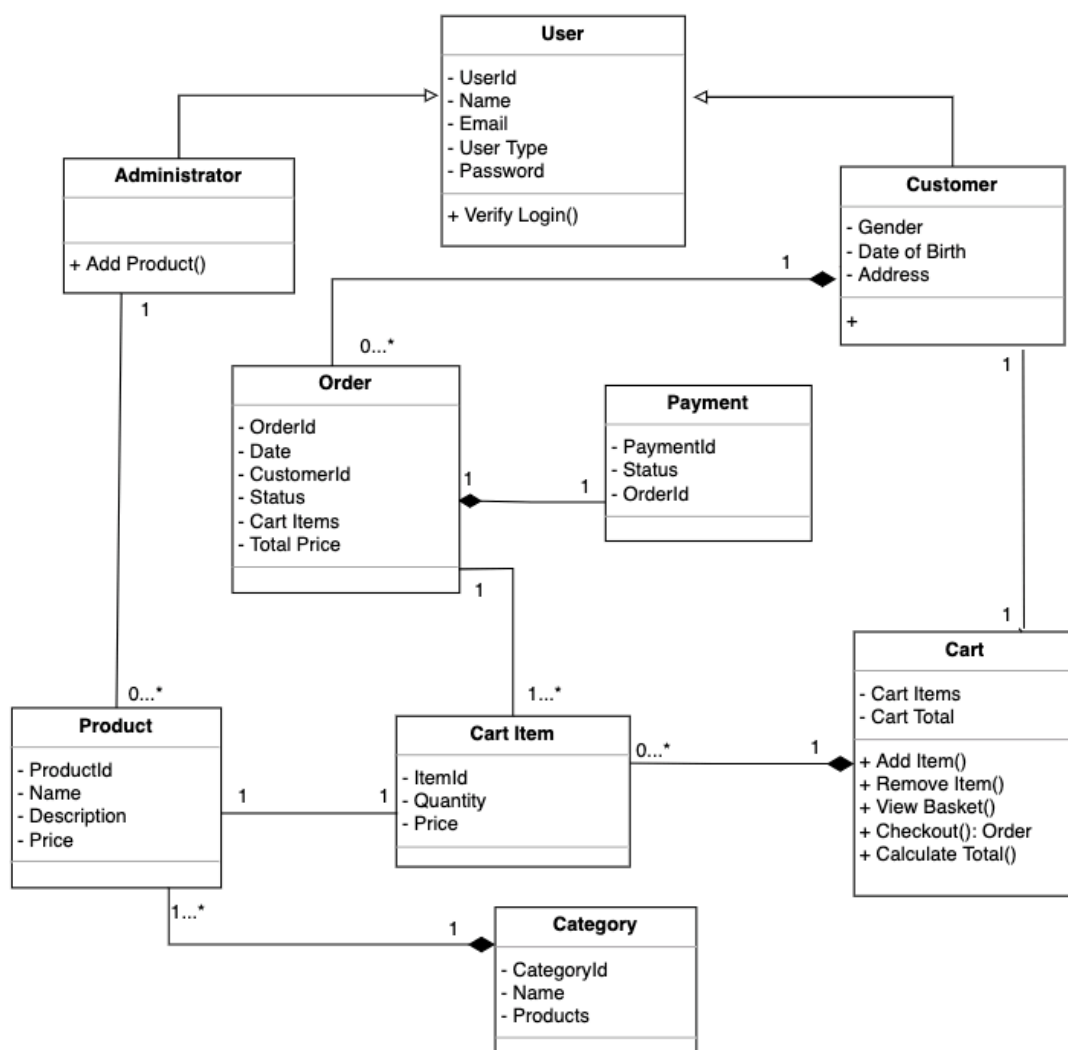 User
- UserId
- Name
- Email
- User Type
- Password
+ Verify Login()
Administrator
+ Add Product()
1
Customer
- Gender
- Date of Birth
- Address
+
1
1
0...*
Order
- OrderId
- Date
- CustomerId
- Status
- Cart Items
- Total Price
1
1
Payment
- PaymentId
- Status
- OrderId
1
1
1...*
0...*
Product
- ProductId
- Name
- Description
- Price
1
1
Cart Item
- ItemId
- Quantity
- Price
0...*
1
Cart
- Cart Items
- Cart Total
+ Add Item()
+ Remove Item()
+ View Basket()
+ Checkout(): Order
+ Calculate Total()
1...*
1
Category
- CategoryId
- Name
- Products